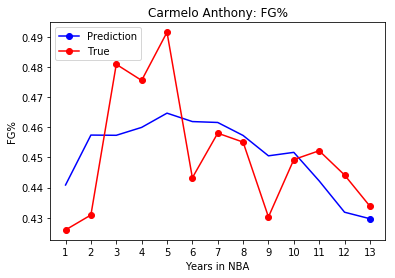 Carmelo Anthony: FG%
Prediction
True
FG%
0.49
0.48
0.47
0.46
0.45
0.44
0.43
1 2 3 4 5 6 7 8 9 10 11 12 13
Years in NBA